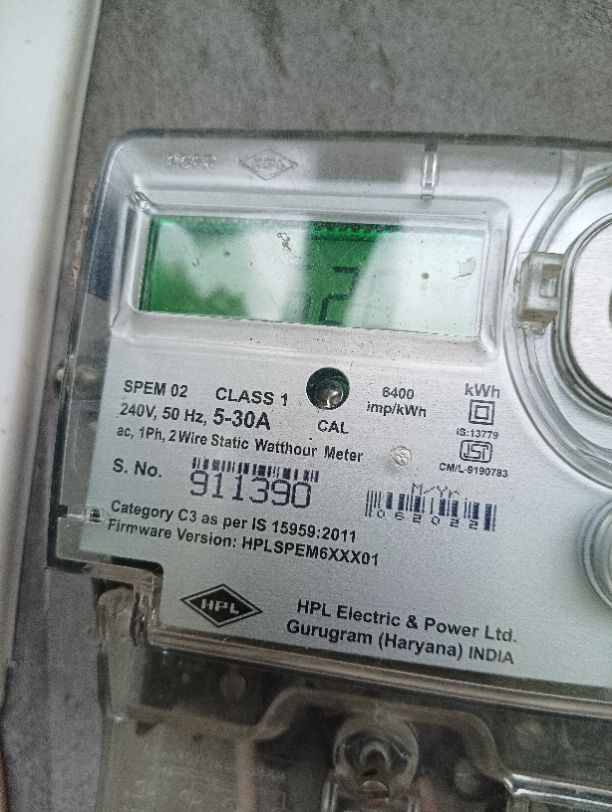 HPL
SPEM 02 CLASS 1 6400 imp/kWh kWh
240V, 50 Hz, 5-30A CAL IS:13779
ac, 1Ph, 2 Wire Static Watthour Meter
CM/L-9190783
S. No. 911390 M/Yr 062022
Category C3 as per IS 15959:2011
Firmware Version: HPLSPEM6XXX01
HPL HPL Electric & Power Ltd.
Gurugram (Haryana) INDIA